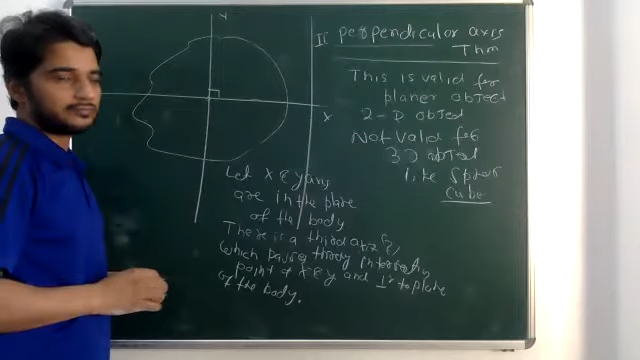 y
x
II perpendicular axis
Thm
This is valid for
planer object
2-D object
Not valid for
3D object
like Spher
Cube
Let X & y axis
are in the plane
of the body
There is a third axis
which passing throw intersecting
point of X & y and ⊥r to plane
of the body.